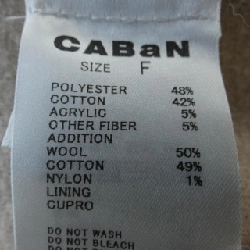 CABaN
SIZE F
POLYESTER 48%
COTTON 42%
ACRYLIC 5%
OTHER FIBER 5%
ADDITION
WOOL 50%
COTTON 49%
NYLON 1%
LINING
CUPRO
DO NOT WASH
DO NOT BLEACH